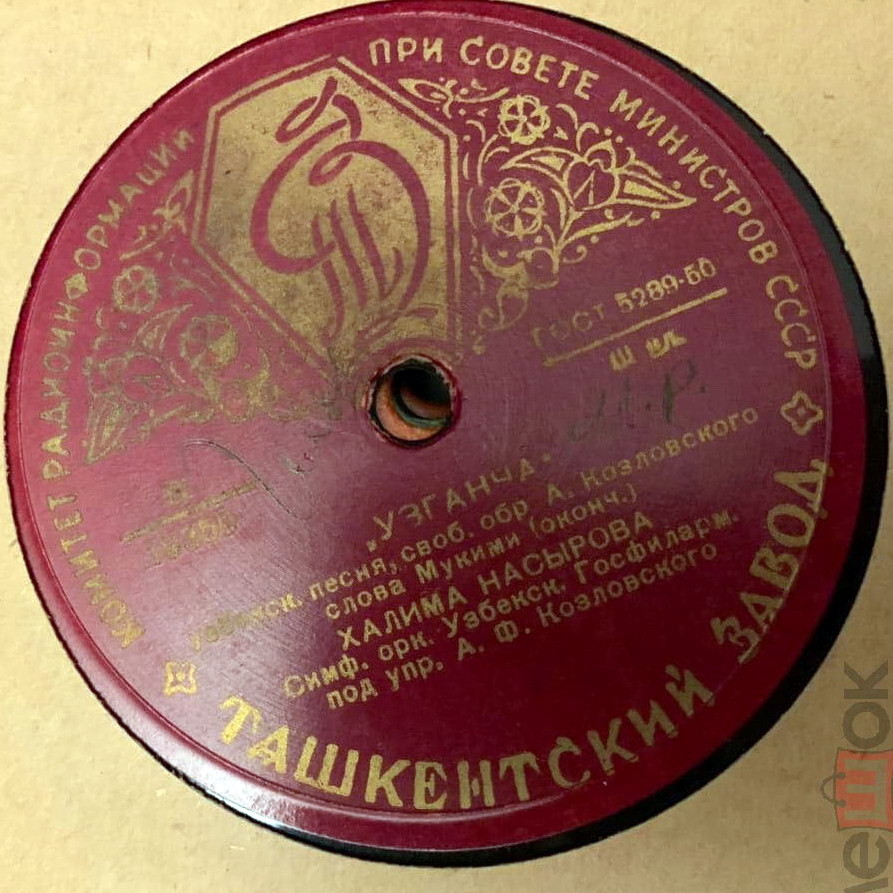 КОМИТЕТ РАДИОИНФОРМАЦИИ ПРИ СОВЕТЕ МИНИСТРОВ СССР
ГОСТ 5289-50
„УЗГАНЧА"
узбекск. песня, своб. обр. А. Козловского
слова Мукими (оконч.)
ХАЛИМА НАСЫРОВА
Симф. орк. Узбекск. Госфиларм.
под упр. А. Ф. Козловского
ТАШКЕНТСКИЙ ЗАВОД